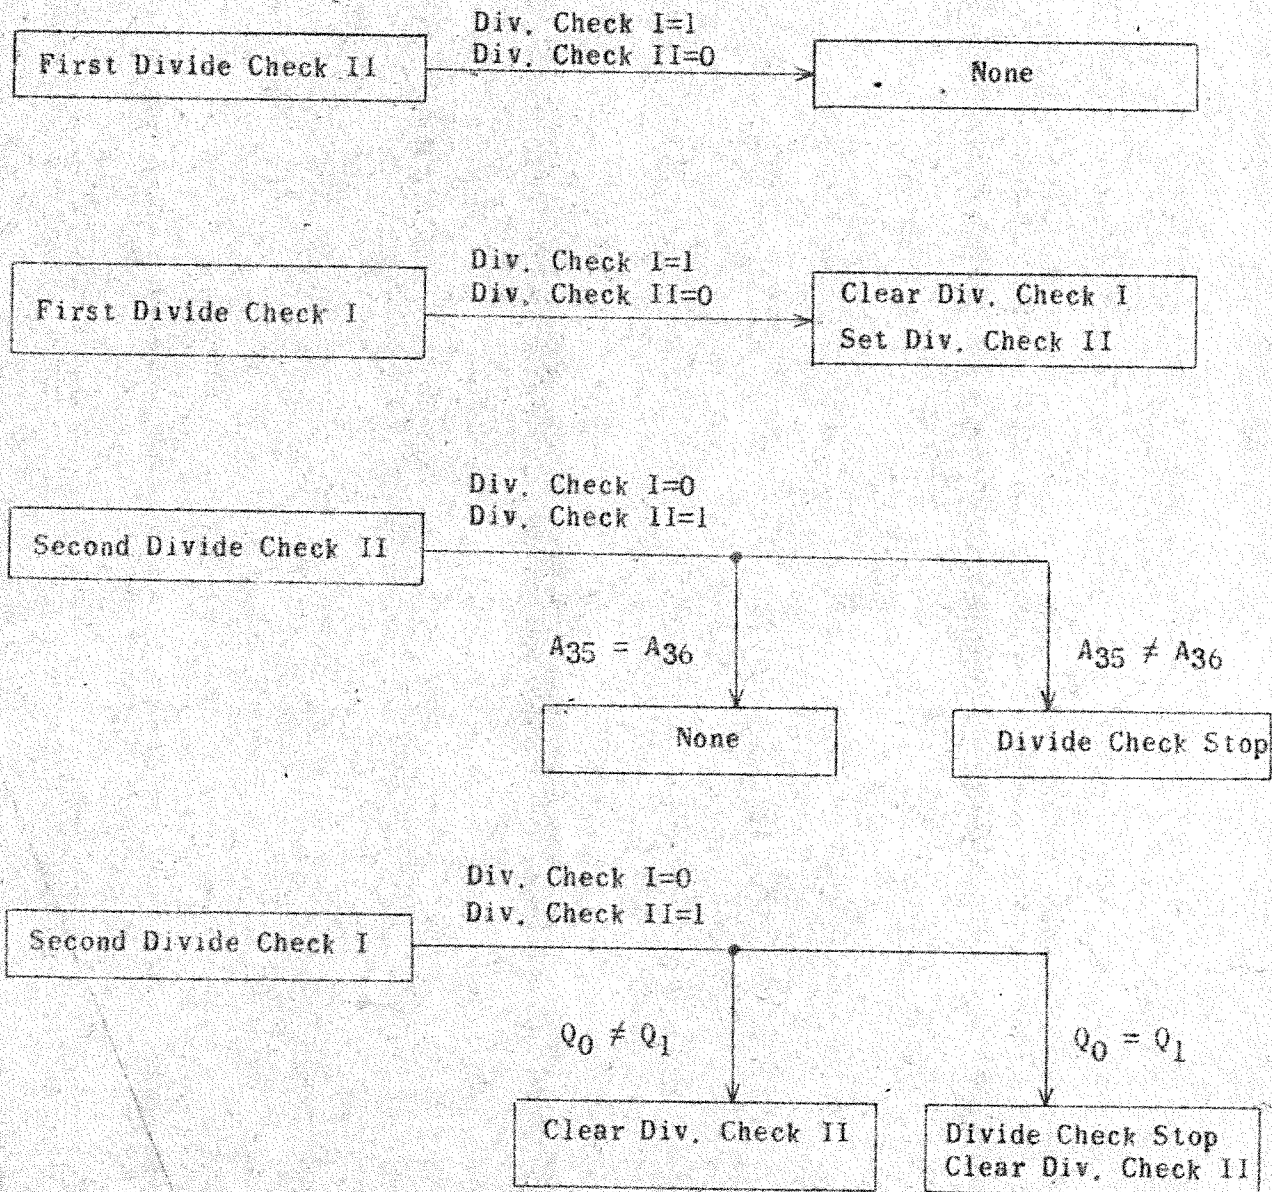 Div. Check I=1
Div. Check II=0
First Divide Check II
None
Div. Check I=1
Div. Check II=0
First Divide Check I
Clear Div. Check I
Set Div. Check II
Div. Check I=0
Div. Check II=1
Second Divide Check II
A35 = A36
A35 ≠ A36
None
Divide Check Stop
Div. Check I=0
Div. Check II=1
Second Divide Check I
Q0 ≠ Q1
Q0 = Q1
Clear Div. Check II
Divide Check Stop
Clear Div. Check II